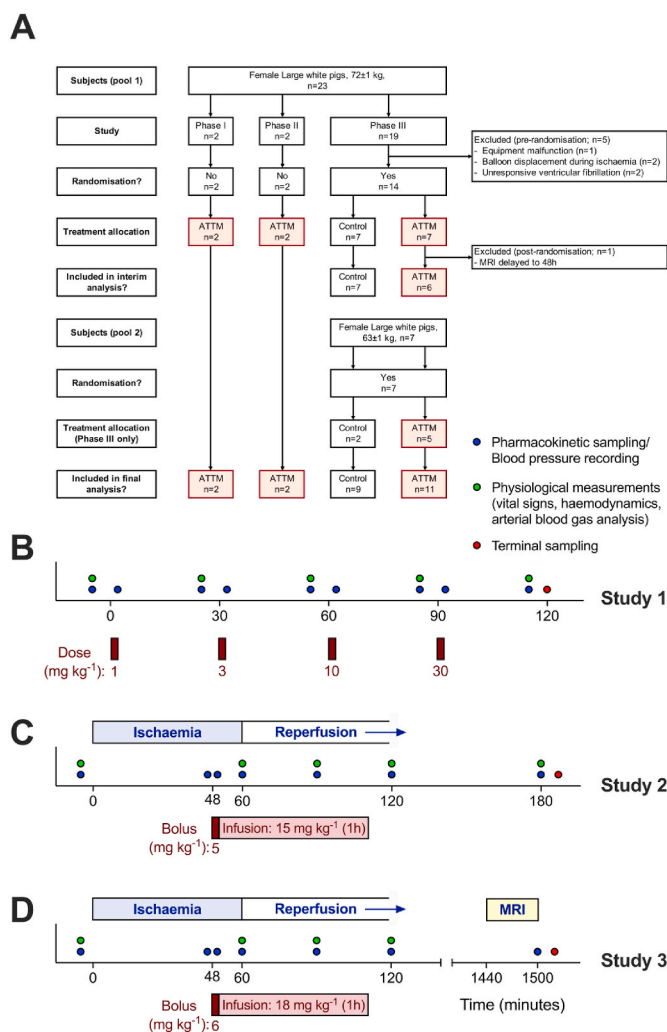 A
Subjects (pool 1)
Female Large white pigs, 72±1 kg,
n=23
Study
Phase I
n=2
Phase II
n=2
Phase III
n=19
Excluded (pre-randomisation; n=5)
- Equipment malfunction (n=1)
- Balloon displacement during ischaemia (n=2)
- Unresponsive ventricular fibrillation (n=2)
Randomisation?
No
n=2
No
n=2
Yes
n=14
Treatment allocation
ATTM
n=2
ATTM
n=2
Control
n=7
ATTM
n=7
Excluded (post-randomisation; n=1)
- MRI delayed to 48h
Included in interim
analysis?
Control
n=7
ATTM
n=6
Subjects (pool 2)
Female Large white pigs,
63±1 kg, n=7
Randomisation?
Yes
n=7
Treatment allocation
(Phase III only)
Control
n=2
ATTM
n=5
Included in final
analysis?
ATTM
n=2
ATTM
n=2
Control
n=9
ATTM
n=11
Pharmacokinetic sampling/
Blood pressure recording
Physiological measurements
(vital signs, haemodynamics,
arterial blood gas analysis)
Terminal sampling
B
Study 1
0 30 60 90 120
Dose
(mg kg⁻¹): 1 3 10 30
C
Ischaemia Reperfusion
Study 2
0 48 60 120 180
Bolus
(mg kg⁻¹): 5
Infusion: 15 mg kg⁻¹ (1h)
D
Ischaemia Reperfusion MRI
Study 3
0 48 60 120 1440 1500
Time (minutes)
Bolus
(mg kg⁻¹): 6
Infusion: 18 mg kg⁻¹ (1h)